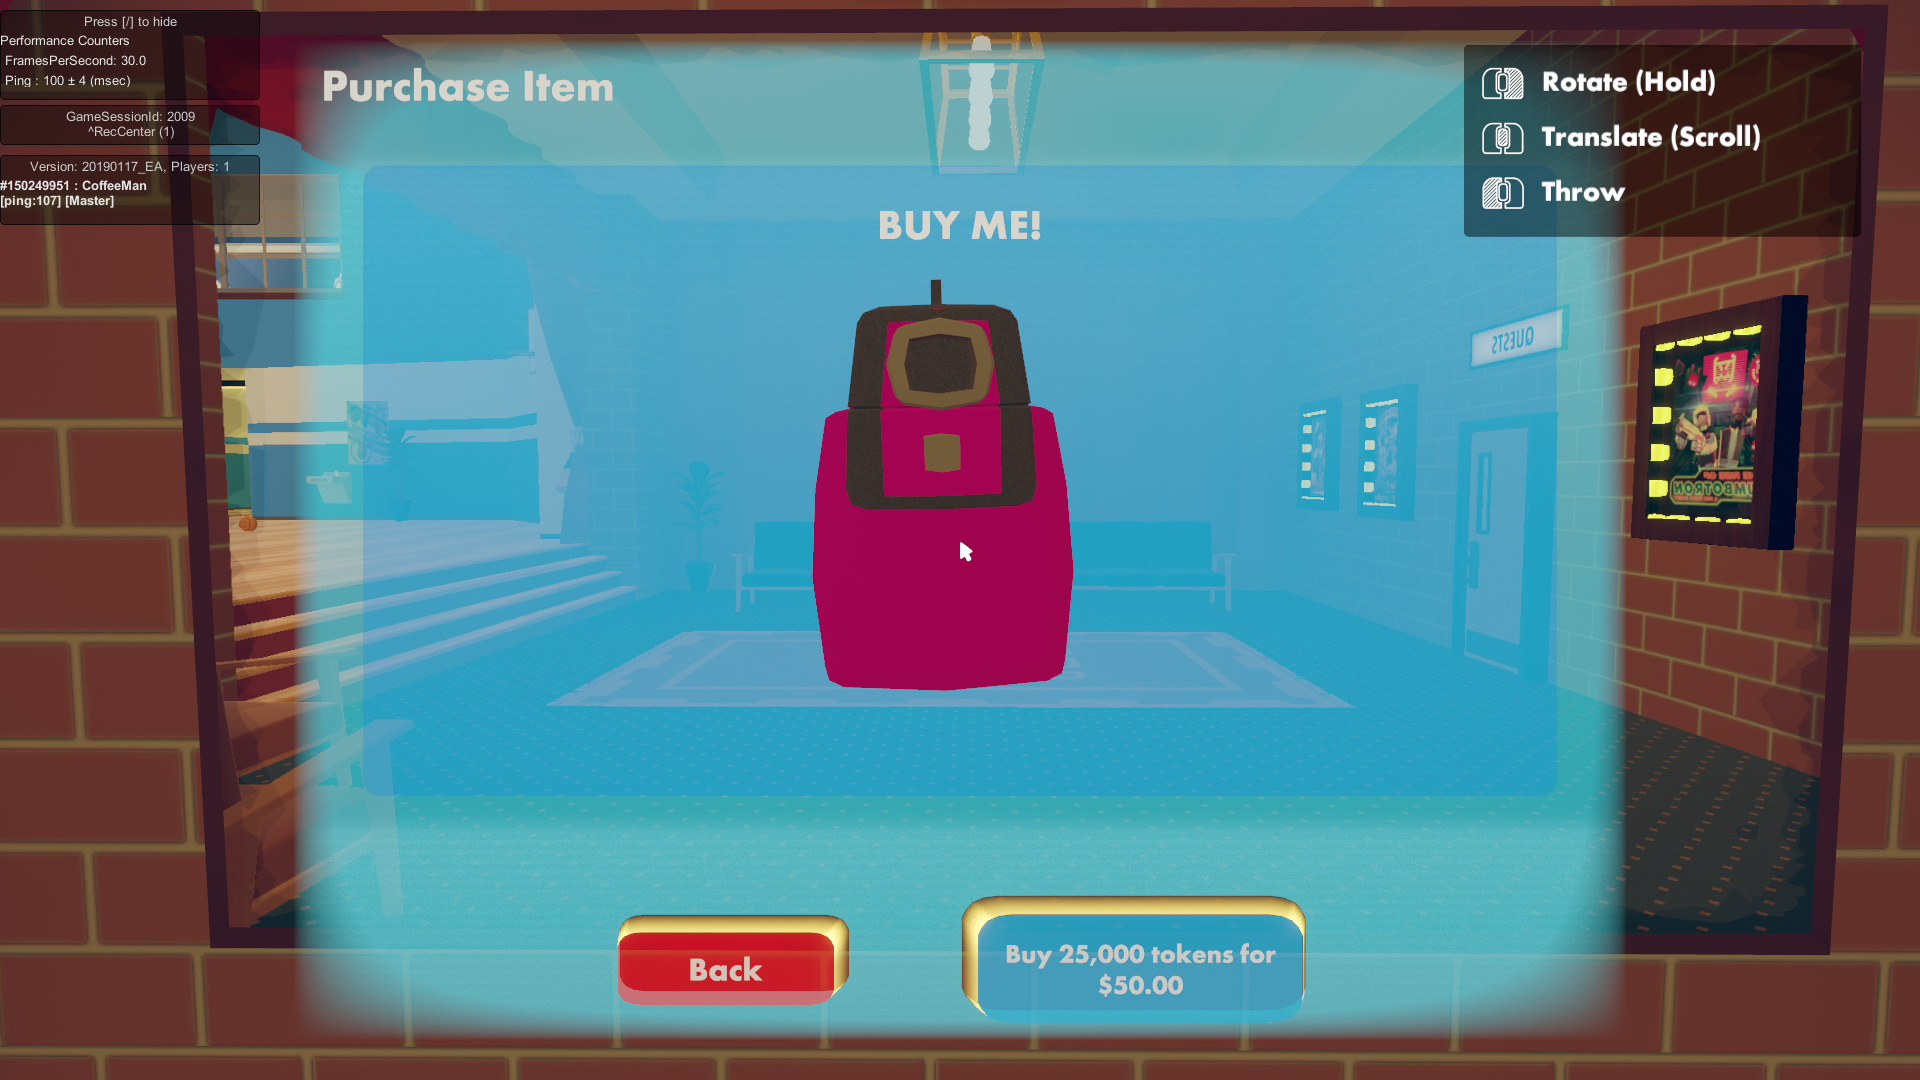 Press [/] to hide
Performance Counters
FramesPerSecond: 30.0
Ping : 100 ± 4 (msec)
GameSessionId: 2009
^RecCenter (1)
Version: 20190117_EA, Players: 1
#150249951 : CoffeeMan
[ping:107] [Master]
Purchase Item
Rotate (Hold)
Translate (Scroll)
Throw
BUY ME!
QUESTS
Back
Buy 25,000 tokens for
$50.00